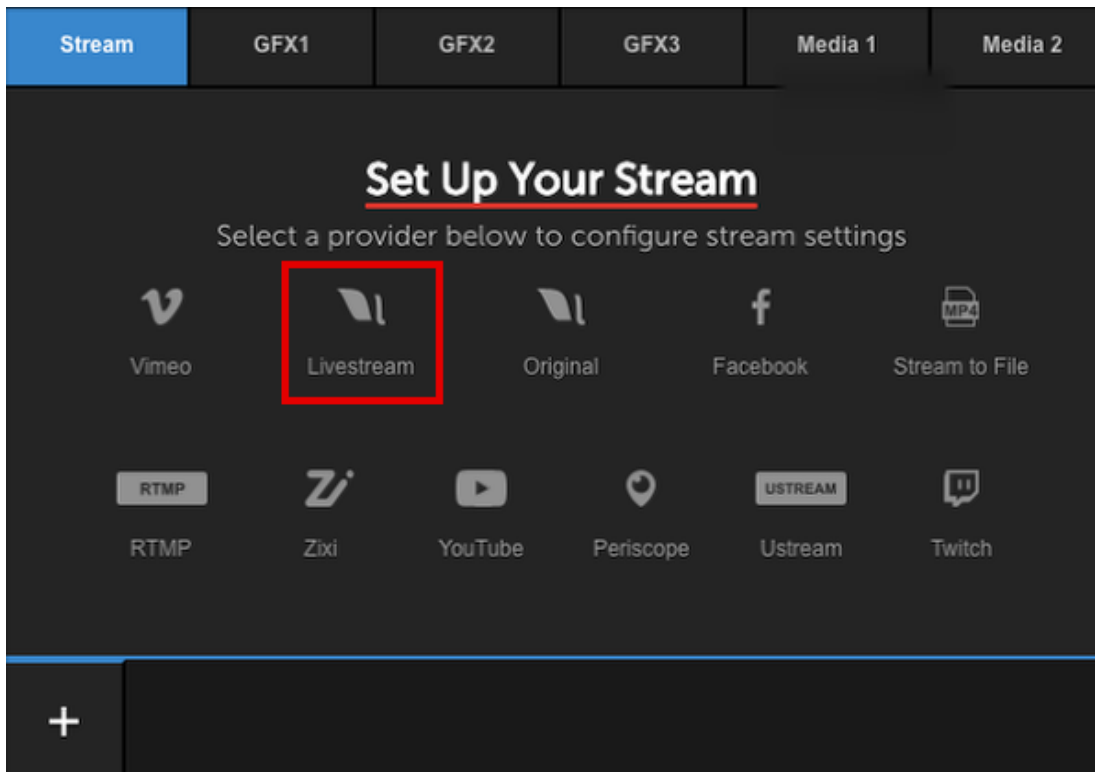 Stream GFX1 GFX2 GFX3 Media 1 Media 2
Set Up Your Stream
Select a provider below to configure stream settings
MP4
Vimeo Livestream Original Facebook Stream to File
RTMP USTREAM
RTMP Zixi YouTube Periscope Ustream Twitch
+